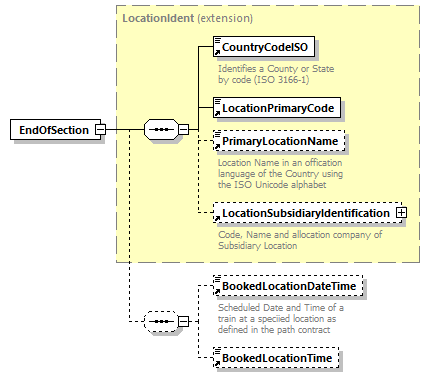 LocationIdent (extension)
CountryCodeISO
Identifies a County or State
by code (ISO 3166-1)
LocationPrimaryCode
EndOfSection
PrimaryLocationName
Location Name in an offication
language of the Country using
the ISO Unicode alphabet
LocationSubsidiaryIdentification
Code, Name and allocation company of
Subsidiary Location
BookedLocationDateTime
Scheduled Date and Time of a
train at a speciied location as
defined in the path contract
BookedLocationTime